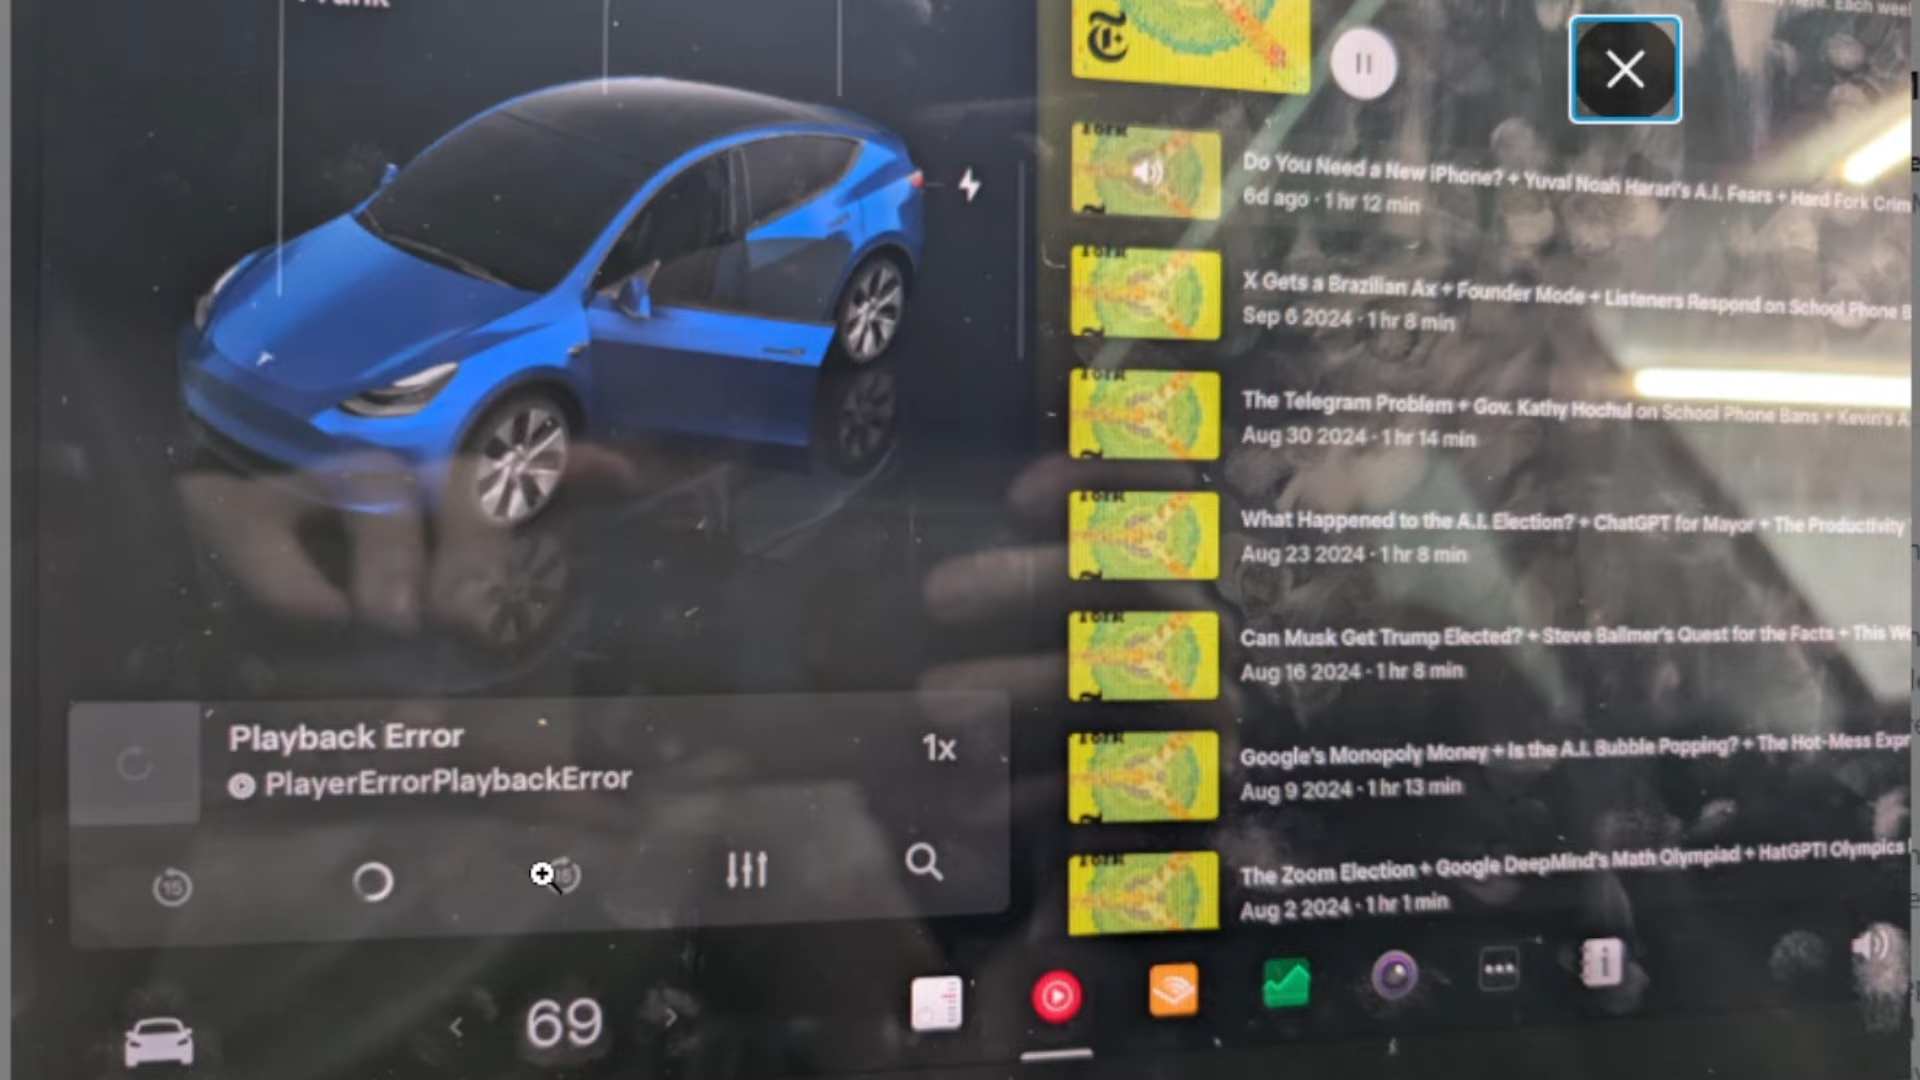 Each
Do You Need a New iPhone? + Yuval Noah Harari's A.I. Fears + Hard Fork Crim
6d ago · 1 hr 12 min
X Gets a Brazilian Ax + Founder Mode + Listeners Respond on School Phone B
Sep 6 2024 · 1 hr 8 min
The Telegram Problem + Gov. Kathy Hochul on School Phone Bans + Kevin's A
Aug 30 2024 · 1 hr 14 min
What Happened to the A.I. Election? + ChatGPT for Mayor + The Productivity
Aug 23 2024 · 1 hr 8 min
Can Musk Get Trump Elected? + Steve Ballmer's Quest for the Facts + This We
Aug 16 2024 · 1 hr 8 min
Google's Monopoly Money + Is the A.I. Bubble Popping? + The Hot-Mess Expr
Aug 9 2024 · 1 hr 13 min
The Zoom Election + Google DeepMind's Math Olympiad + HatGPT! Olympics
Aug 2 2024 · 1 hr 1 min
Playback Error
PlayerErrorPlaybackError
1x
15
15
69